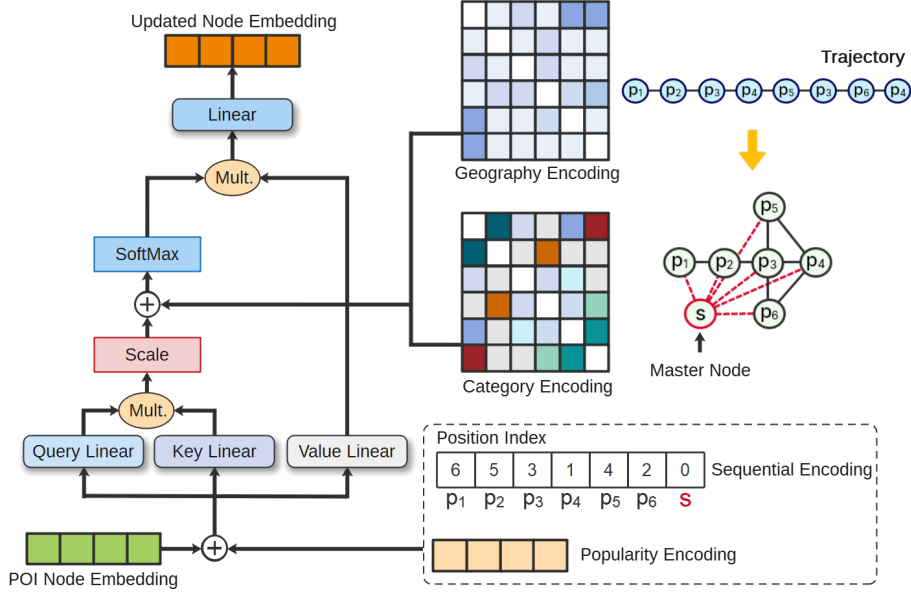 Updated Node Embedding
Linear
Mult.
SoftMax
+
Scale
Mult.
Query Linear
Key Linear
Value Linear
+
POI Node Embedding
Geography Encoding
Category Encoding
Trajectory
p1 p2 p3 p4 p5 p3 p6 p4
p5
p1 p2 p3 p4
s p6
Master Node
Position Index
6 5 3 1 4 2 0 Sequential Encoding
p1 p2 p3 p4 p5 p6 S
Popularity Encoding